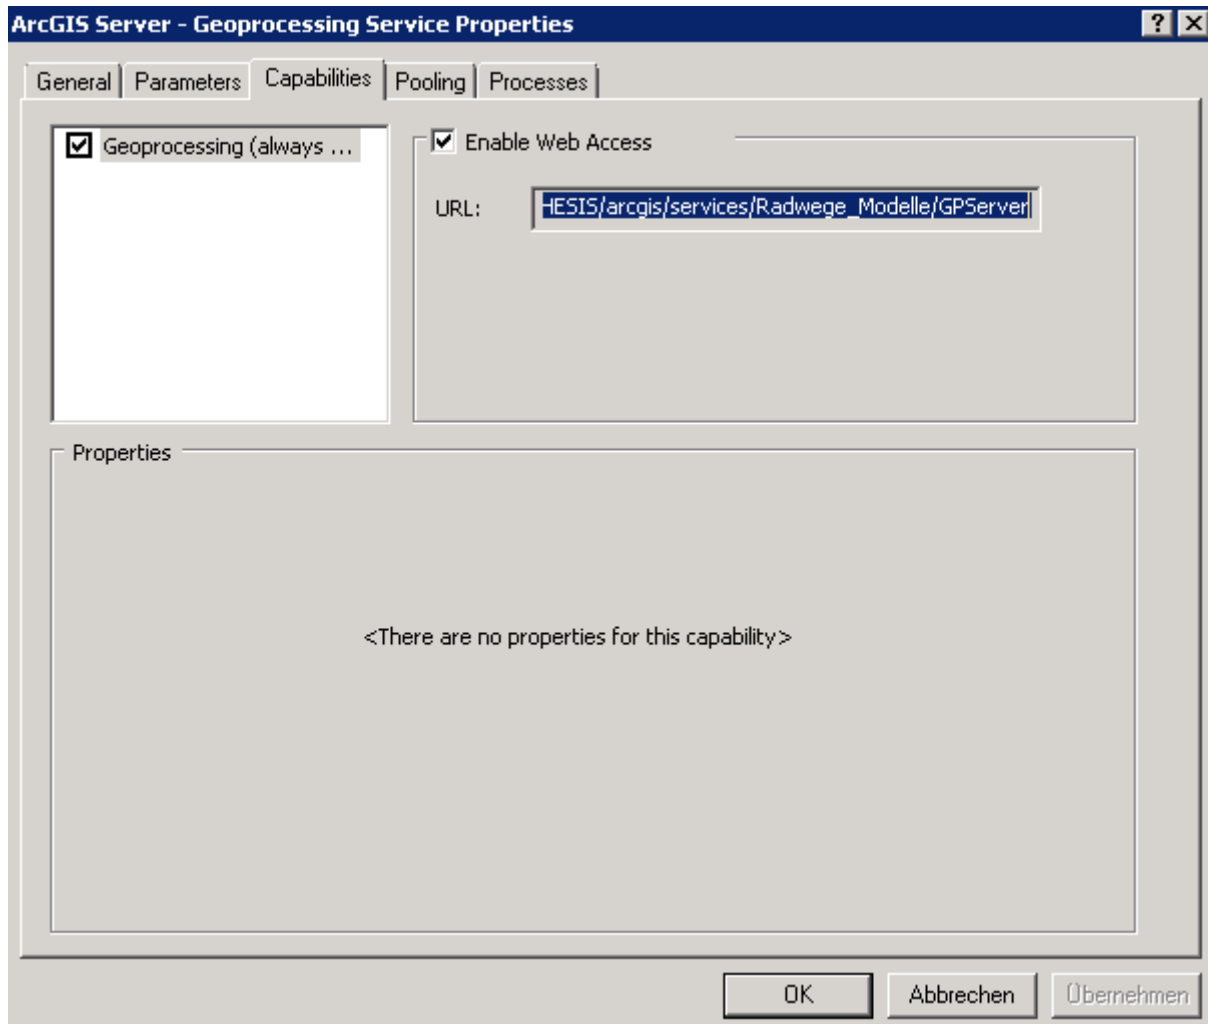 ArcGIS Server - Geoprocessing Service Properties
General Parameters Capabilities Pooling Processes
Geoprocessing (always ...
Enable Web Access
URL: HESIS/arcgis/services/Radwege_Modelle/GPServer
Properties
<There are no properties for this capability>
OK Abbrechen Übernehmen